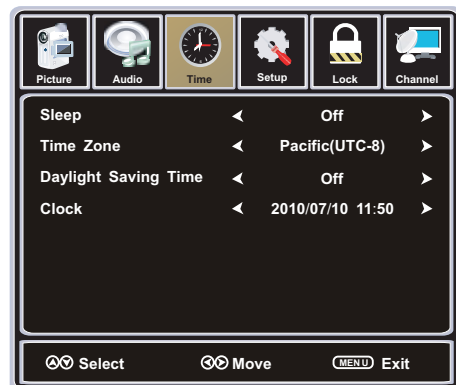 Picture Audio Time Setup Lock Channel
Sleep Off
Time Zone Pacific(UTC-8)
Daylight Saving Time Off
Clock 2010/07/10 11:50
Select Move MENU Exit